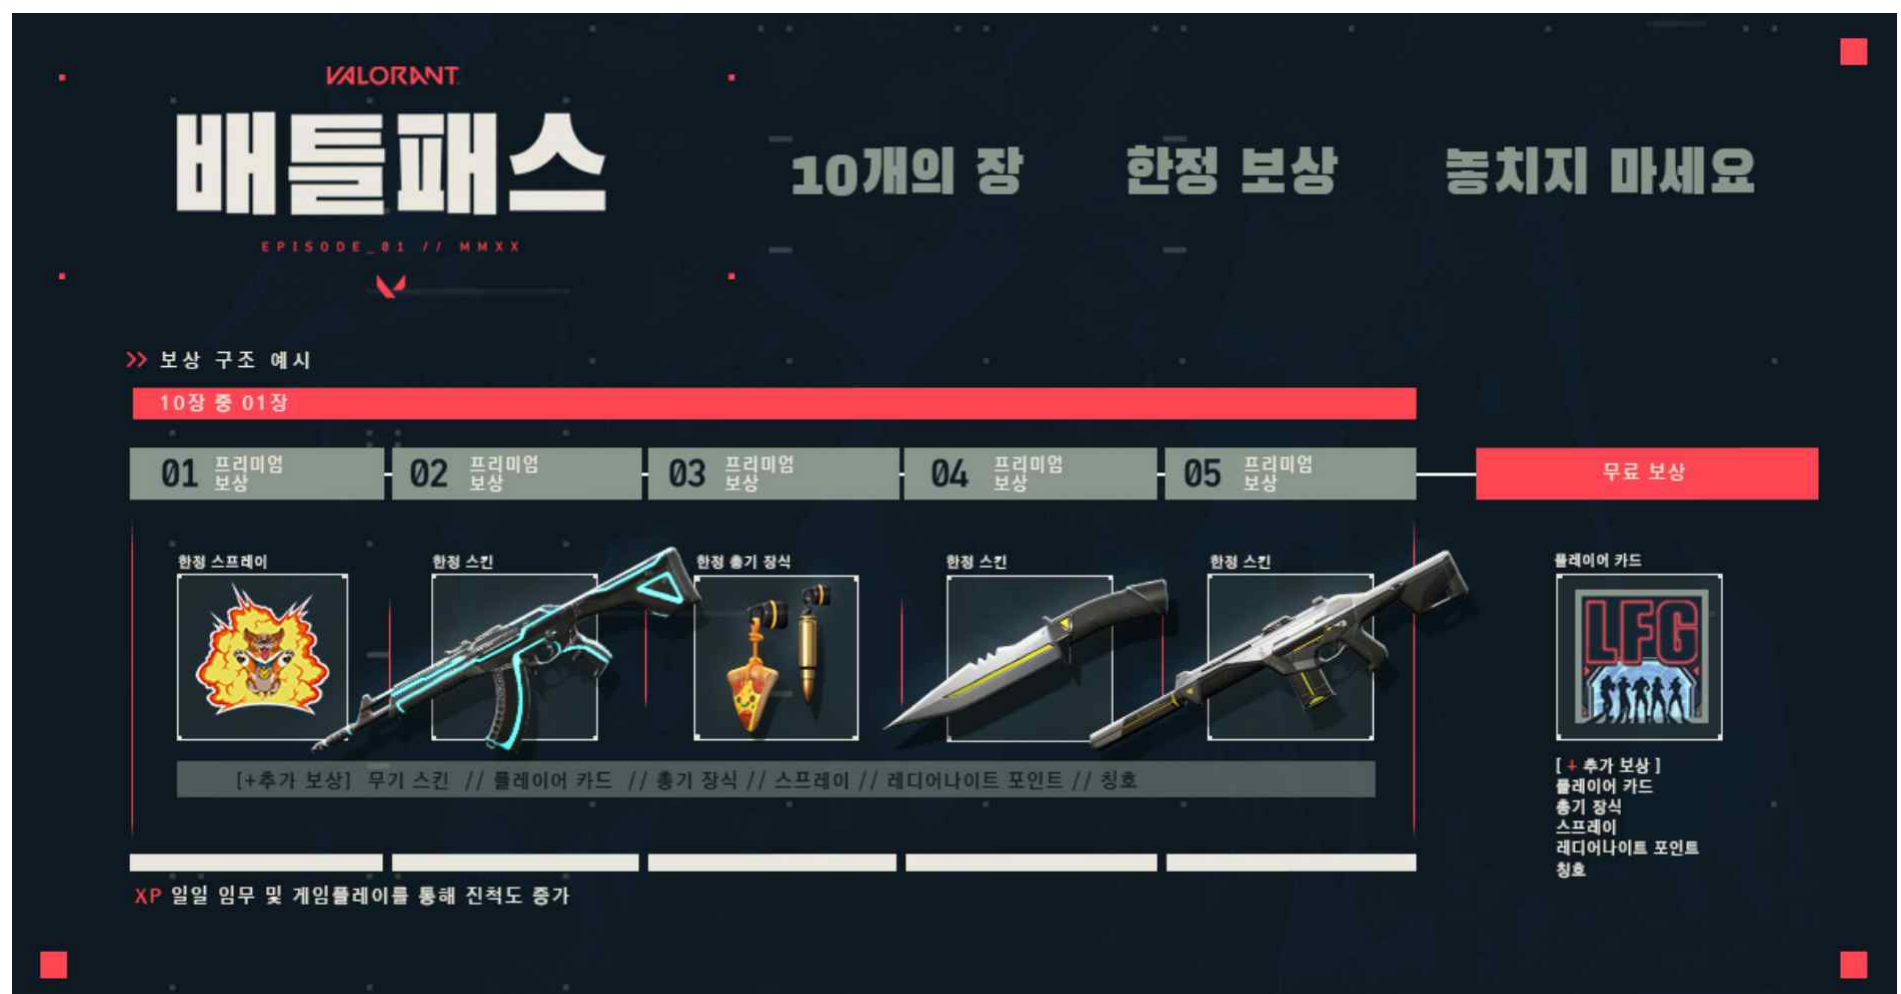 VALORANT
배틀패스
EPISODE_01 // MMXX
10개의 장
한정 보상
놓치지 마세요
>> 보상 구조 예시
10장 중 01장
01 프리미엄
보상
02 프리미엄
보상
03 프리미엄
보상
04 프리미엄
보상
05 프리미엄
보상
무료 보상
한정 스프레이
한정 스킨
한정 총기 장식
한정 스킨
한정 스킨
플레이어 카드
LFG
[+추가 보상] 무기 스킨 // 플레이어 카드 // 총기 장식 // 스프레이 // 레디어나이트 포인트 // 칭호
[ + 추가 보상 ]
플레이어 카드
총기 장식
스프레이
레디어나이트 포인트
칭호
XP 일일 임무 및 게임플레이를 통해 진척도 증가